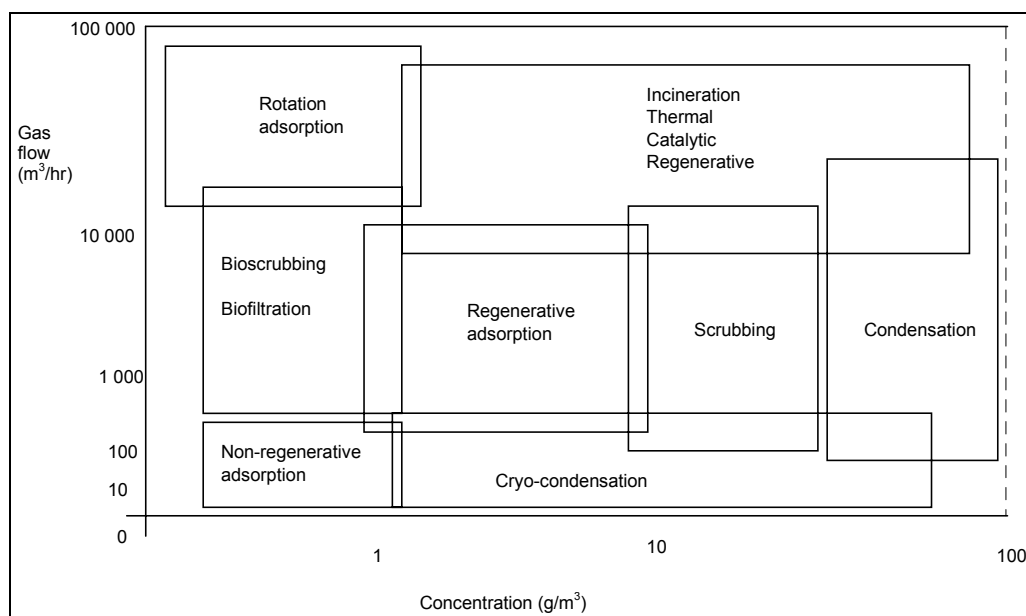 100 000
Rotation
adsorption
Incineration
Thermal
Catalytic
Regenerative
Gas
flow
(m³/hr)
10 000
Bioscrubbing
Biofiltration
Regenerative
adsorption
Scrubbing
Condensation
1 000
100
Non-regenerative
adsorption
Cryo-condensation
10
0
1
10
100
Concentration (g/m³)